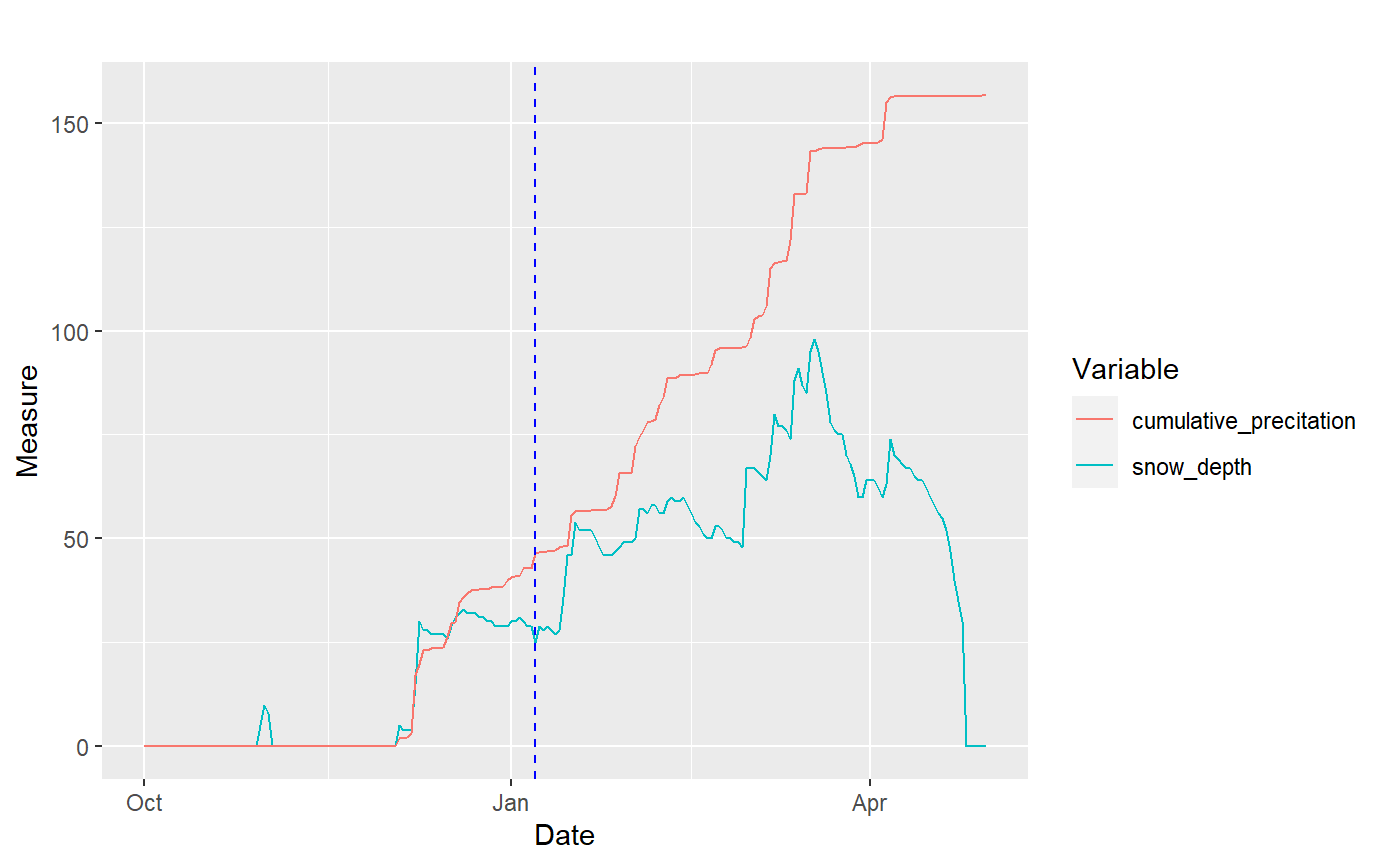 150
100
50
0
Measure
Oct
Jan
Apr
Date
Variable
cumulative_precitation
snow_depth